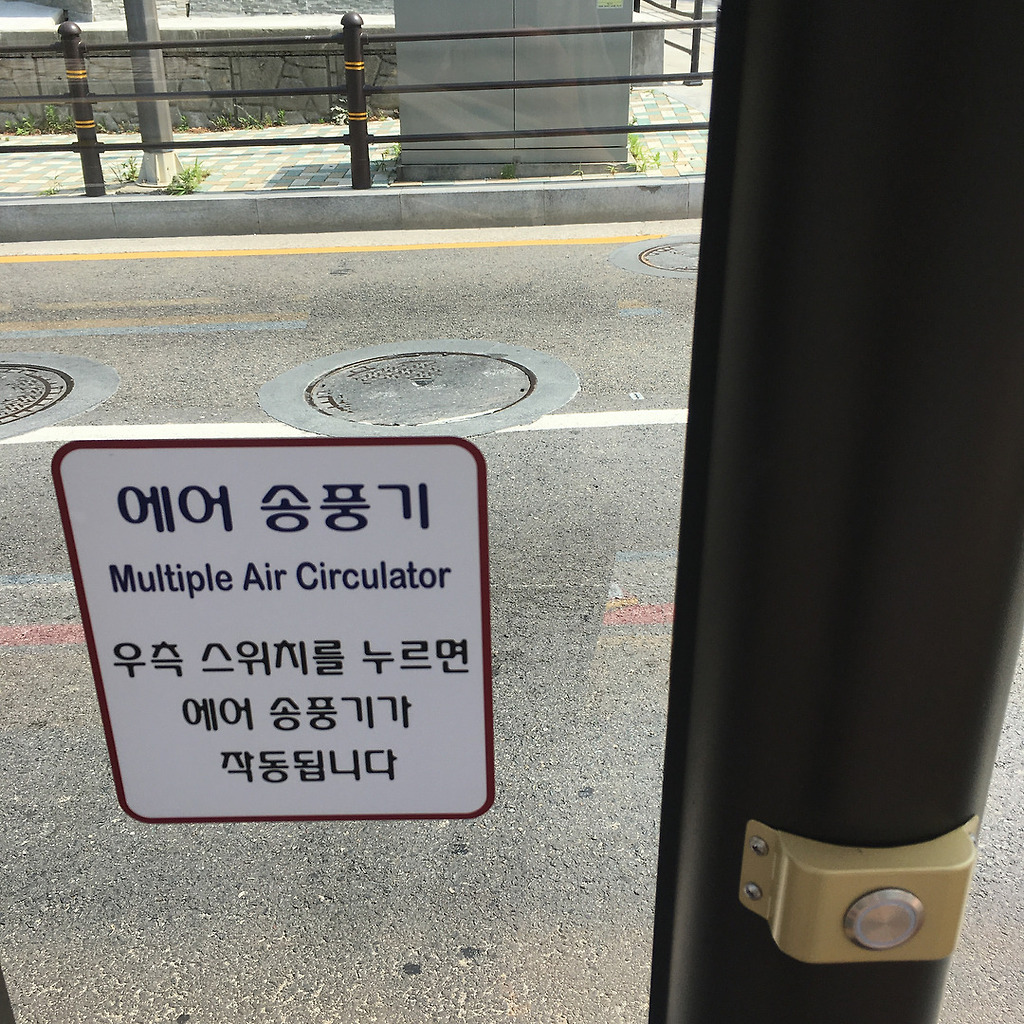 에어 송풍기
Multiple Air Circulator
우측 스위치를 누르면
에어 송풍기가
작동됩니다